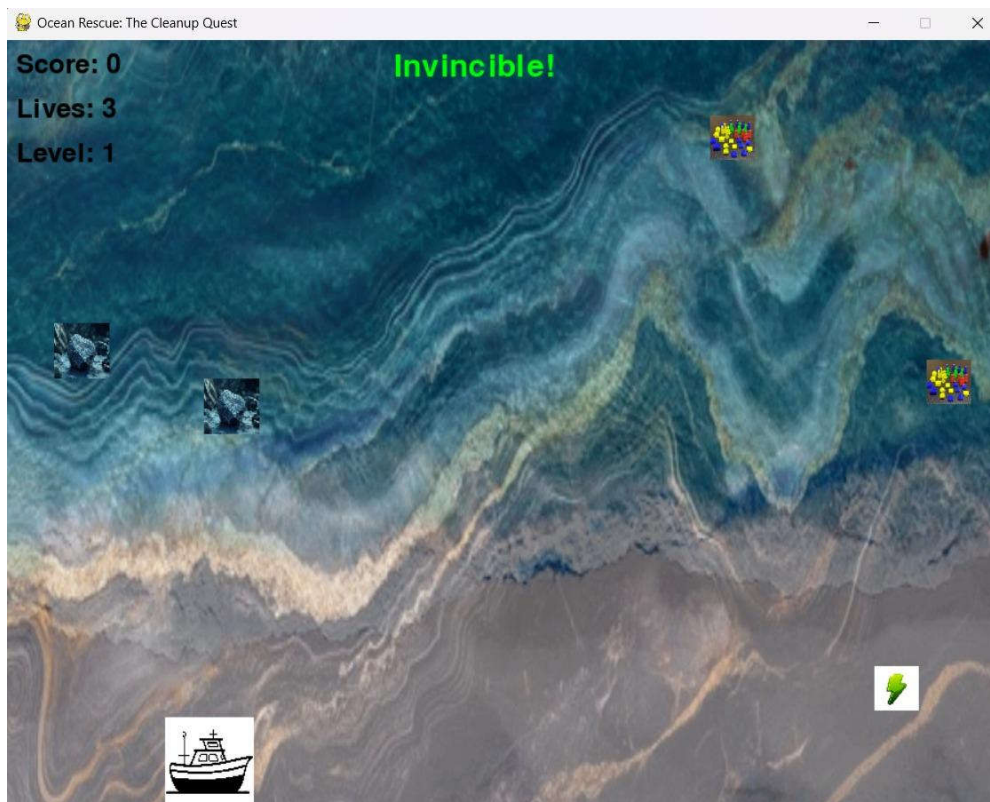 Ocean Rescue: The Cleanup Quest
Score: 0
Invincible!
Lives: 3
Level: 1